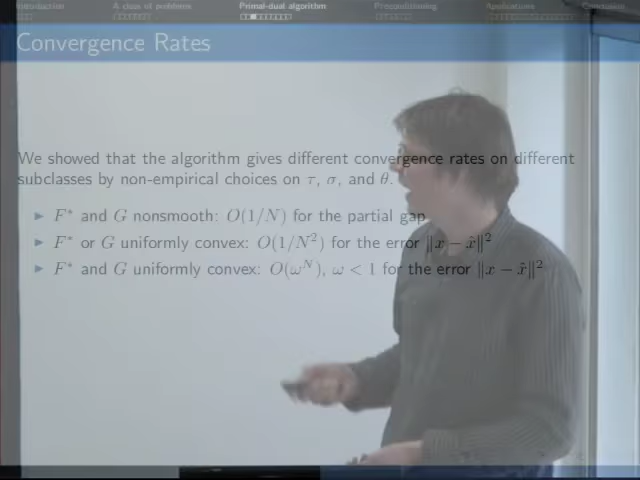 Introduction A class of problems Primal-dual algorithm Preconditioning Applications Conclusion
Convergence Rates
We showed that the algorithm gives different convergence rates on different
subclasses by non-empirical choices on τ, σ, and θ.
► F* and G nonsmooth: O(1/N) for the partial gap
► F* or G uniformly convex: O(1/N²) for the error ‖x − x̂‖²
► F* and G uniformly convex: O(ω^N), ω < 1 for the error ‖x − x̂‖²